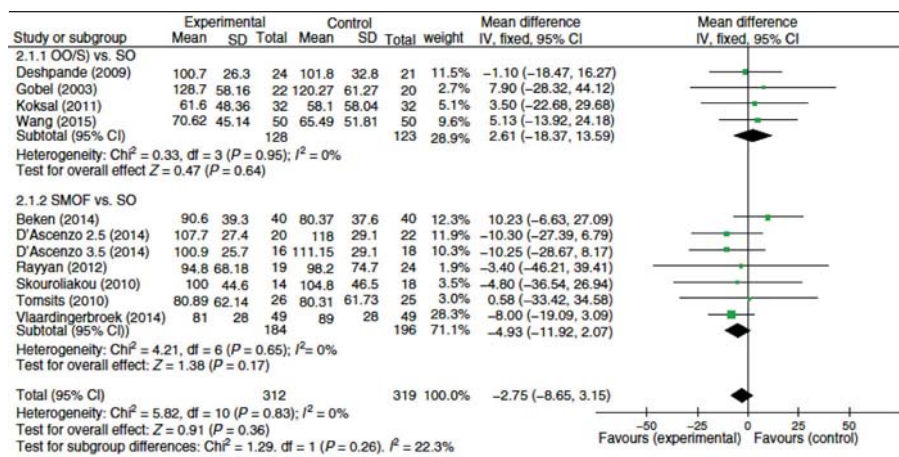 Experimental Control Mean difference Mean difference
Study or subgroup Mean SD Total Mean SD Total weight IV, fixed, 95% CI IV, fixed, 95% CI
2.1.1 OO/S) vs. SO
Deshpande (2009) 100.7 26.3 24 101.8 32.8 21 11.5% −1.10 (−18.47, 16.27)
Gobel (2003) 128.7 58.16 22 120.27 61.27 20 2.7% 7.90 (−28.32, 44.12)
Koksal (2011) 61.6 48.36 32 58.1 58.04 32 5.1% 3.50 (−22.68, 29.68)
Wang (2015) 70.62 45.14 50 65.49 51.81 50 9.6% 5.13 (−13.92, 24.18)
Subtotal (95% CI) 128 123 28.9% 2.61 (−18.37, 13.59)
Heterogeneity: Chi² = 0.33, df = 3 (P = 0.95); I² = 0%
Test for overall effect Z = 0.47 (P = 0.64)
2.1.2 SMOF vs. SO
Beken (2014) 90.6 39.3 40 80.37 37.6 40 12.3% 10.23 (−6.63, 27.09)
D'Ascenzo 2.5 (2014) 107.7 27.4 20 118 29.1 22 11.9% −10.30 (−27.39, 6.79)
D'Ascenzo 3.5 (2014) 100.9 25.7 16 111.15 29.1 18 10.3% −10.25 (−28.67, 8.17)
Rayyan (2012) 94.8 68.18 19 98.2 74.7 24 1.9% −3.40 (−46.21, 39.41)
Skouroliakou (2010) 100 44.6 14 104.8 46.5 18 3.5% −4.80 (−36.54, 26.94)
Tomsits (2010) 80.89 62.14 26 80.31 61.73 25 3.0% 0.58 (−33.42, 34.58)
Vlaardingerbroek (2014) 81 28 49 89 28 49 28.3% −8.00 (−19.09, 3.09)
Subtotal (95% CI)) 184 196 71.1% −4.93 (−11.92, 2.07)
Heterogeneity: Chi² = 4.21, df = 6 (P = 0.65); I² = 0%
Test for overall effect: Z = 1.38 (P = 0.17)
Total (95% CI) 312 319 100.0% −2.75 (−8.65, 3.15)
Heterogeneity: Chi² = 5.82, df = 10 (P = 0.83); I² = 0%
Test for overall effect: Z = 0.91 (P = 0.36)
Test for subgroup differences: Chi² = 1.29. df = 1 (P = 0.26). I² = 22.3%
−50 −25 0 25 50
Favours (experimental) Favours (control)